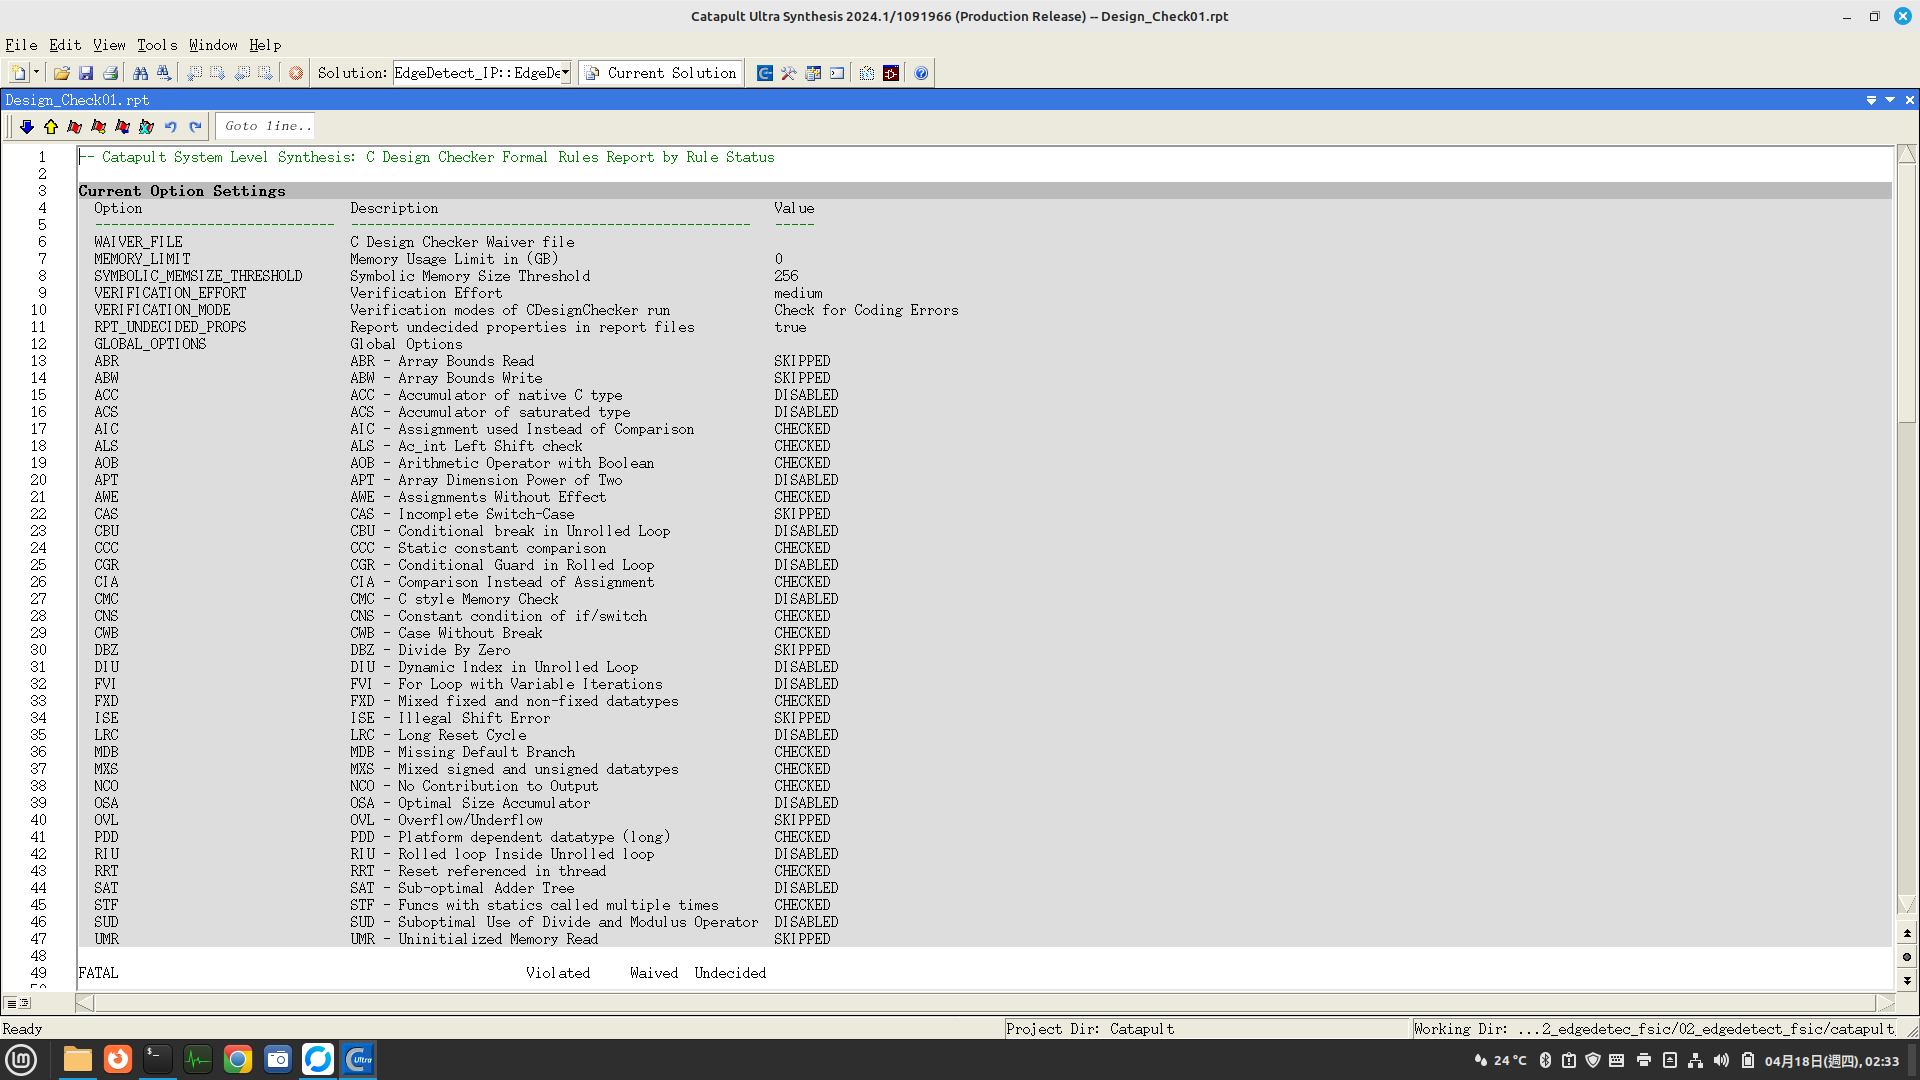 Catapult Ultra Synthesis 2024.1/1091966 (Production Release) -- Design_Check01.rpt
File Edit View Tools Window Help
Solution: EdgeDetect_IP::EdgeDe Current Solution
Design_Check01.rpt
Goto line..
1 -- Catapult System Level Synthesis: C Design Checker Formal Rules Report by Rule Status
2
3 Current Option Settings
4 Option Description Value
5 ------------------------------ -------------------------------------------------- -----
6 WAIVER_FILE C Design Checker Waiver file
7 MEMORY_LIMIT Memory Usage Limit in (GB) 0
8 SYMBOLIC_MEMSIZE_THRESHOLD Symbolic Memory Size Threshold 256
9 VERIFICATION_EFFORT Verification Effort medium
10 VERIFICATION_MODE Verification modes of CDesignChecker run Check for Coding Errors
11 RPT_UNDECIDED_PROPS Report undecided properties in report files true
12 GLOBAL_OPTIONS Global Options
13 ABR ABR - Array Bounds Read SKIPPED
14 ABW ABW - Array Bounds Write SKIPPED
15 ACC ACC - Accumulator of native C type DISABLED
16 ACS ACS - Accumulator of saturated type DISABLED
17 AIC AIC - Assignment used Instead of Comparison CHECKED
18 ALS ALS - Ac_int Left Shift check CHECKED
19 AOB AOB - Arithmetic Operator with Boolean CHECKED
20 APT APT - Array Dimension Power of Two DISABLED
21 AWE AWE - Assignments Without Effect CHECKED
22 CAS CAS - Incomplete Switch-Case SKIPPED
23 CBU CBU - Conditional break in Unrolled Loop DISABLED
24 CCC CCC - Static constant comparison CHECKED
25 CGR CGR - Conditional Guard in Rolled Loop DISABLED
26 CIA CIA - Comparison Instead of Assignment CHECKED
27 CMC CMC - C style Memory Check DISABLED
28 CNS CNS - Constant condition of if/switch CHECKED
29 CWB CWB - Case Without Break CHECKED
30 DBZ DBZ - Divide By Zero SKIPPED
31 DIU DIU - Dynamic Index in Unrolled Loop DISABLED
32 FVI FVI - For Loop with Variable Iterations DISABLED
33 FXD FXD - Mixed fixed and non-fixed datatypes CHECKED
34 ISE ISE - Illegal Shift Error SKIPPED
35 LRC LRC - Long Reset Cycle DISABLED
36 MDB MDB - Missing Default Branch CHECKED
37 MXS MXS - Mixed signed and unsigned datatypes CHECKED
38 NCO NCO - No Contribution to Output CHECKED
39 OSA OSA - Optimal Size Accumulator DISABLED
40 OVL OVL - Overflow/Underflow SKIPPED
41 PDD PDD - Platform dependent datatype (long) CHECKED
42 RIU RIU - Rolled loop Inside Unrolled loop DISABLED
43 RRT RRT - Reset referenced in thread CHECKED
44 SAT SAT - Sub-optimal Adder Tree DISABLED
45 STF STF - Funcs with statics called multiple times CHECKED
46 SUD SUD - Suboptimal Use of Divide and Modulus Operator DISABLED
47 UMR UMR - Uninitialized Memory Read SKIPPED
48
49 FATAL Violated Waived Undecided
Ready Project Dir: Catapult Working Dir: ...2_edgedetec_fsic/02_edgedetect_fsic/catapult
24 °C 04月18日(週四), 02:33